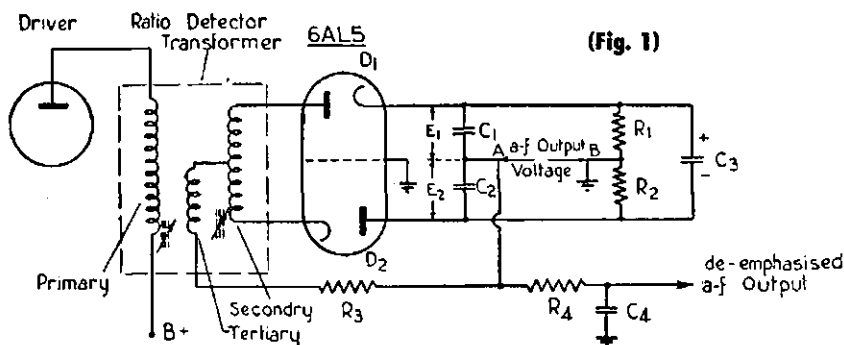 Driver
Ratio Detector
Transformer
6AL5
(Fig. 1)
D1
E1
C1
A
a-f Output
B
Voltage
R1
C3
+
-
E2
C2
R2
Primary
D2
Secondry
Tertiary
R3
R4
C4
de-emphasised
a-f Output
B+